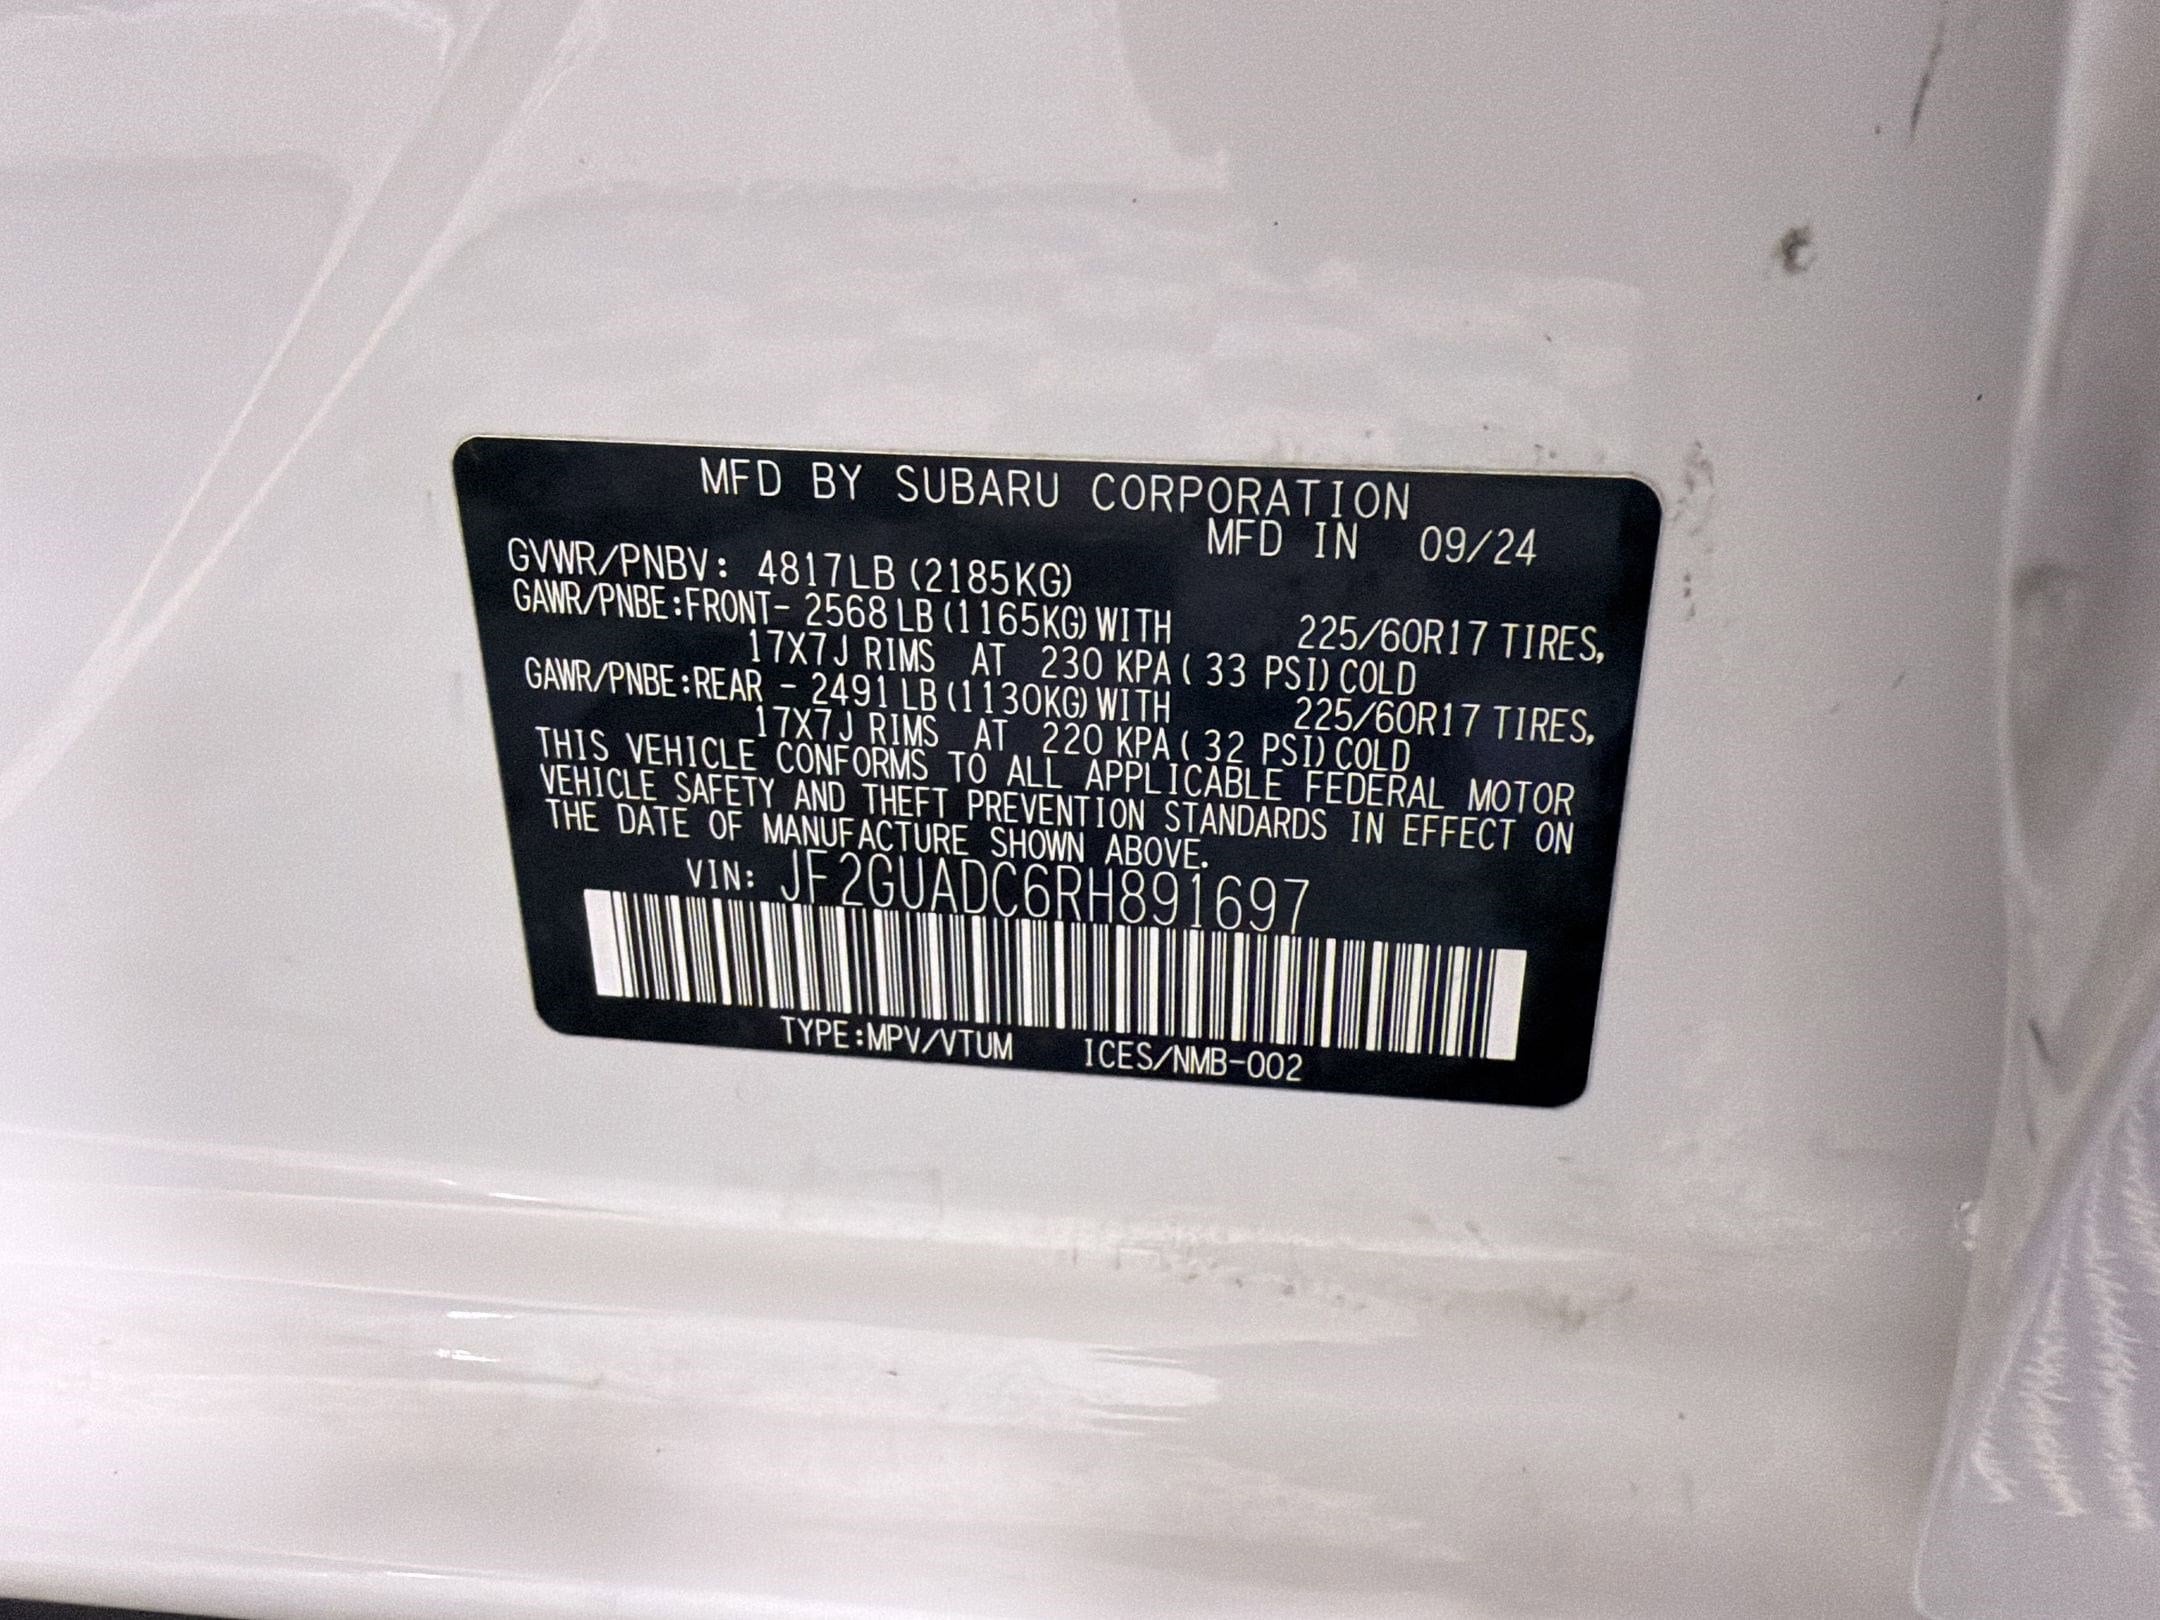 MFD BY SUBARU CORPORATION
MFD IN 09/24
GVWR/PNBV: 4817LB (2185KG)
GAWR/PNBE:FRONT- 2568 LB (1165KG) WITH 225/60R17 TIRES,
17X7J RIMS AT 230 KPA ( 33 PSI) COLD
GAWR/PNBE:REAR - 2491 LB (1130KG) WITH 225/60R17 TIRES,
17X7J RIMS AT 220 KPA ( 32 PSI) COLD
THIS VEHICLE CONFORMS TO ALL APPLICABLE FEDERAL MOTOR
VEHICLE SAFETY AND THEFT PREVENTION STANDARDS IN EFFECT ON
THE DATE OF MANUFACTURE SHOWN ABOVE.
VIN: JF2GUADC6RH891697
TYPE:MPV/VTUM ICES/NMB-002